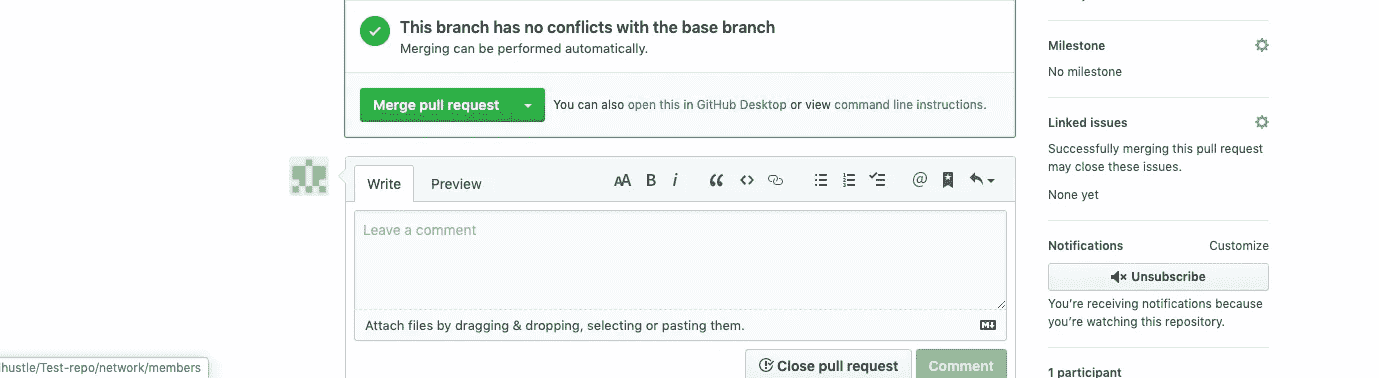 This branch has no conflicts with the base branch
Merging can be performed automatically.
Merge pull request
You can also open this in GitHub Desktop or view command line instructions.
Write
Preview
AA B i
@
Leave a comment
Attach files by dragging & dropping, selecting or pasting them.
Close pull request
Comment
hustle/Test-repo/network/members
Milestone
No milestone
Linked issues
Successfully merging this pull request
may close these issues.
None yet
Notifications
Customize
Unsubscribe
You're receiving notifications because
you're watching this repository.
1 participant